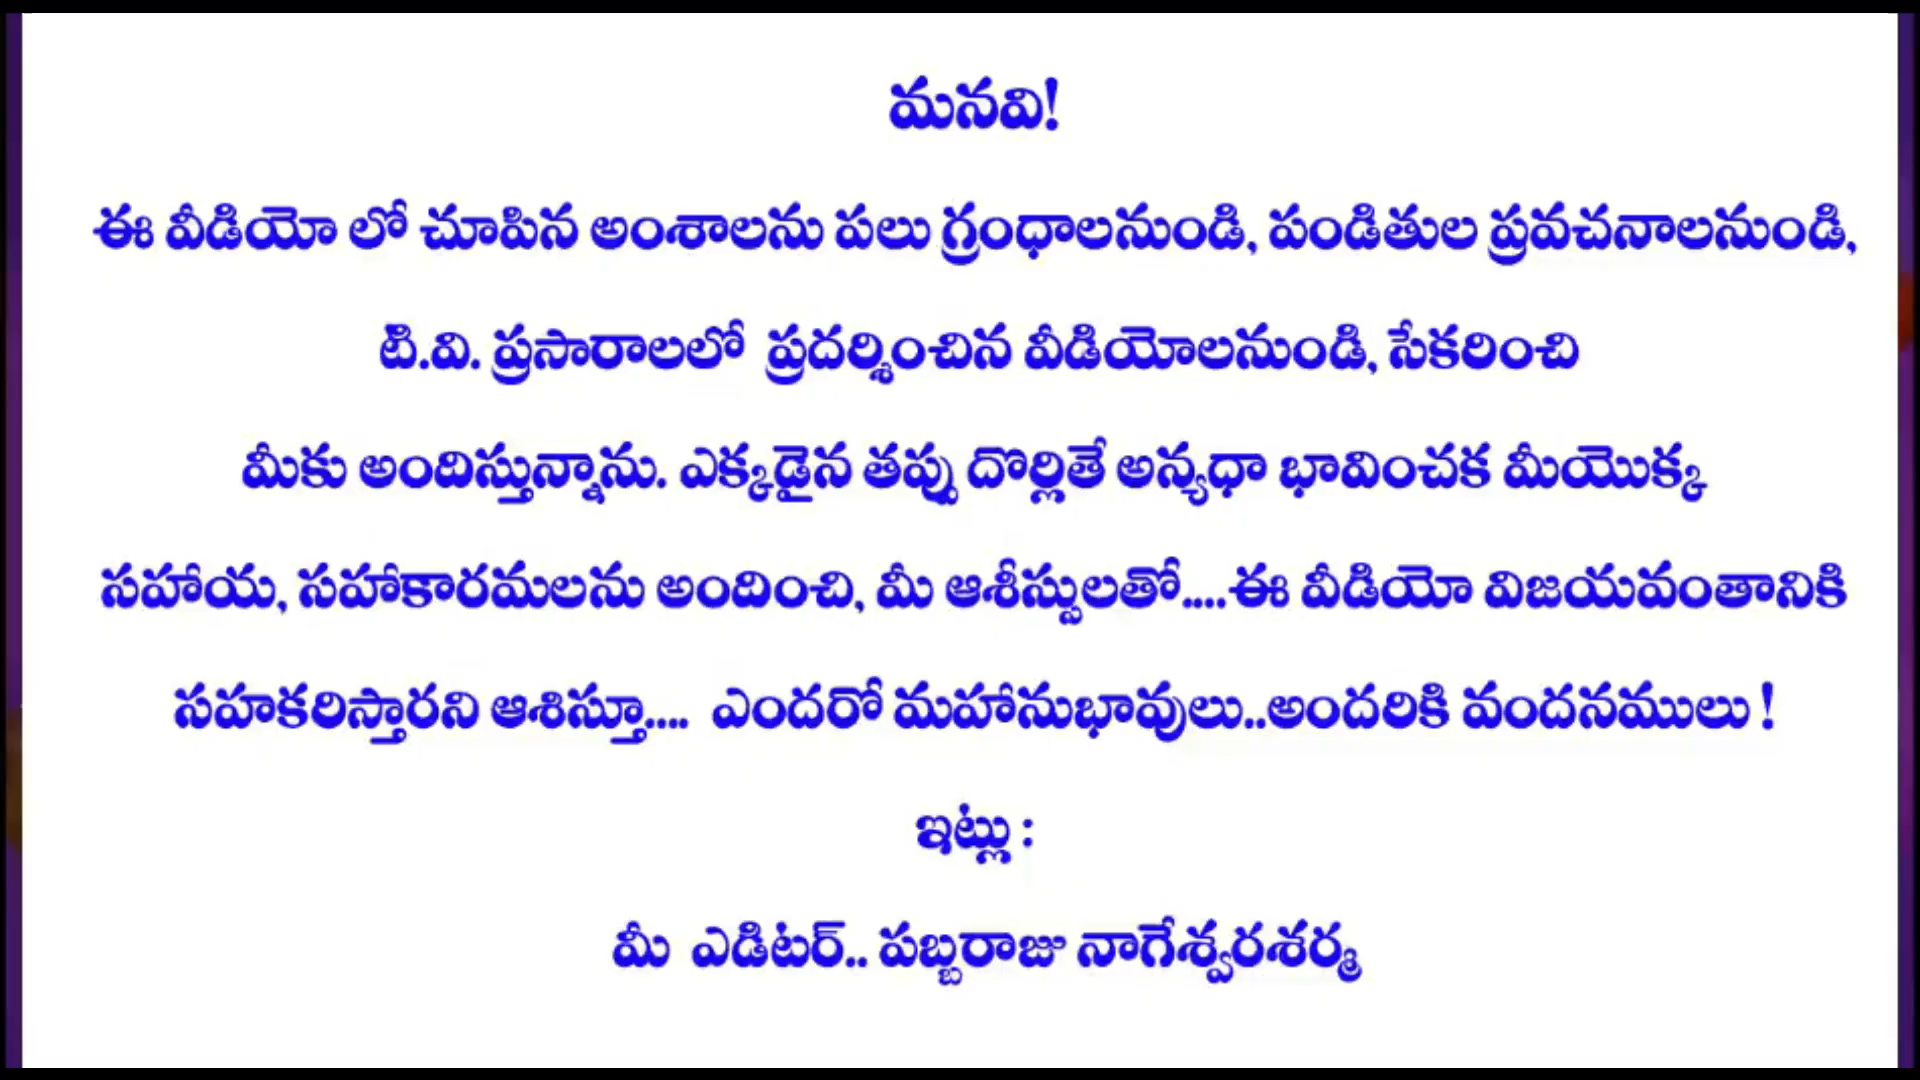 మనవి!
ఈ వీడియో లో చూపిన అంశాలను పలు గ్రంధాలనుండి, పండితుల ప్రవచనాలనుండి,
టి.వి. ప్రసారాలలో ప్రదర్శించిన వీడియోలనుండి, సేకరించి
మీకు అందిస్తున్నాను. ఎక్కడైన తప్పు దొర్లితే అన్యధా భావించక మీయొక్క
సహాయ, సహాకారమలను అందించి, మీ ఆశీస్సులతో....ఈ వీడియో విజయవంతానికి
సహకరిస్తారని ఆశిస్తూ.... ఎందరో మహానుభావులు..అందరికి వందనములు !
ఇట్లు :
మీ ఎడిటర్.. పబ్బరాజు నాగేశ్వరశర్మ